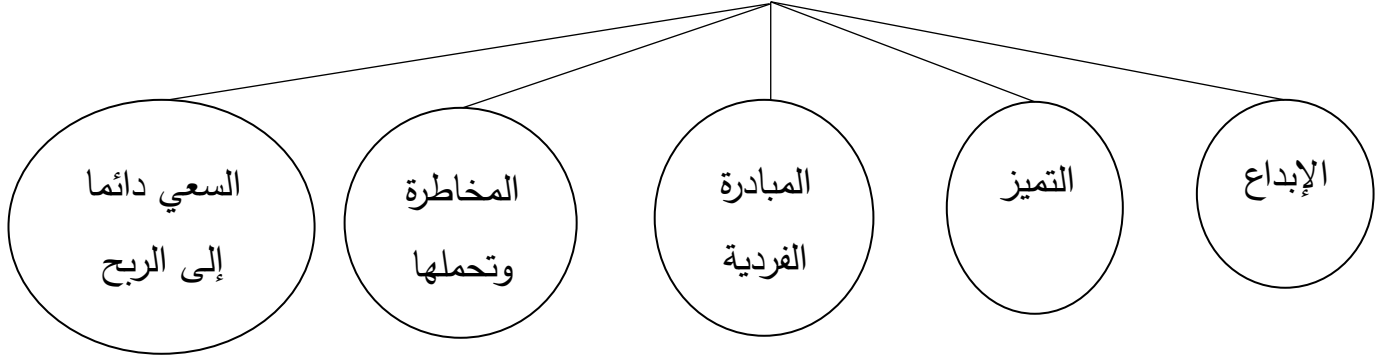 الإبداع
التميز
المبادرة
الفردية
المخاطرة
وتحملها
السعي دائما
إلى الربح